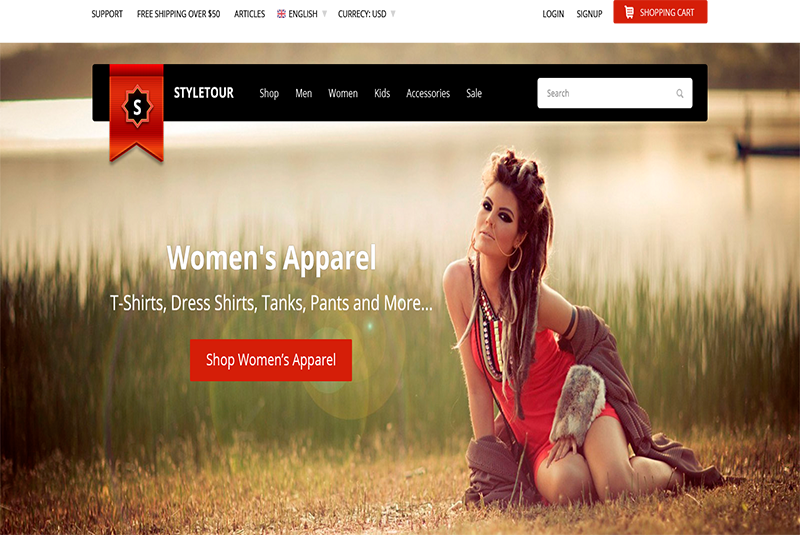 SUPPORT FREE SHIPPING OVER $50 ARTICLES ENGLISH CURRECY: USD LOGIN SIGNUP SHOPPING CART
S STYLETOUR Shop Men Women Kids Accessories Sale Search
Women's Apparel
T-Shirts, Dress Shirts, Tanks, Pants and More...
Shop Women's Apparel